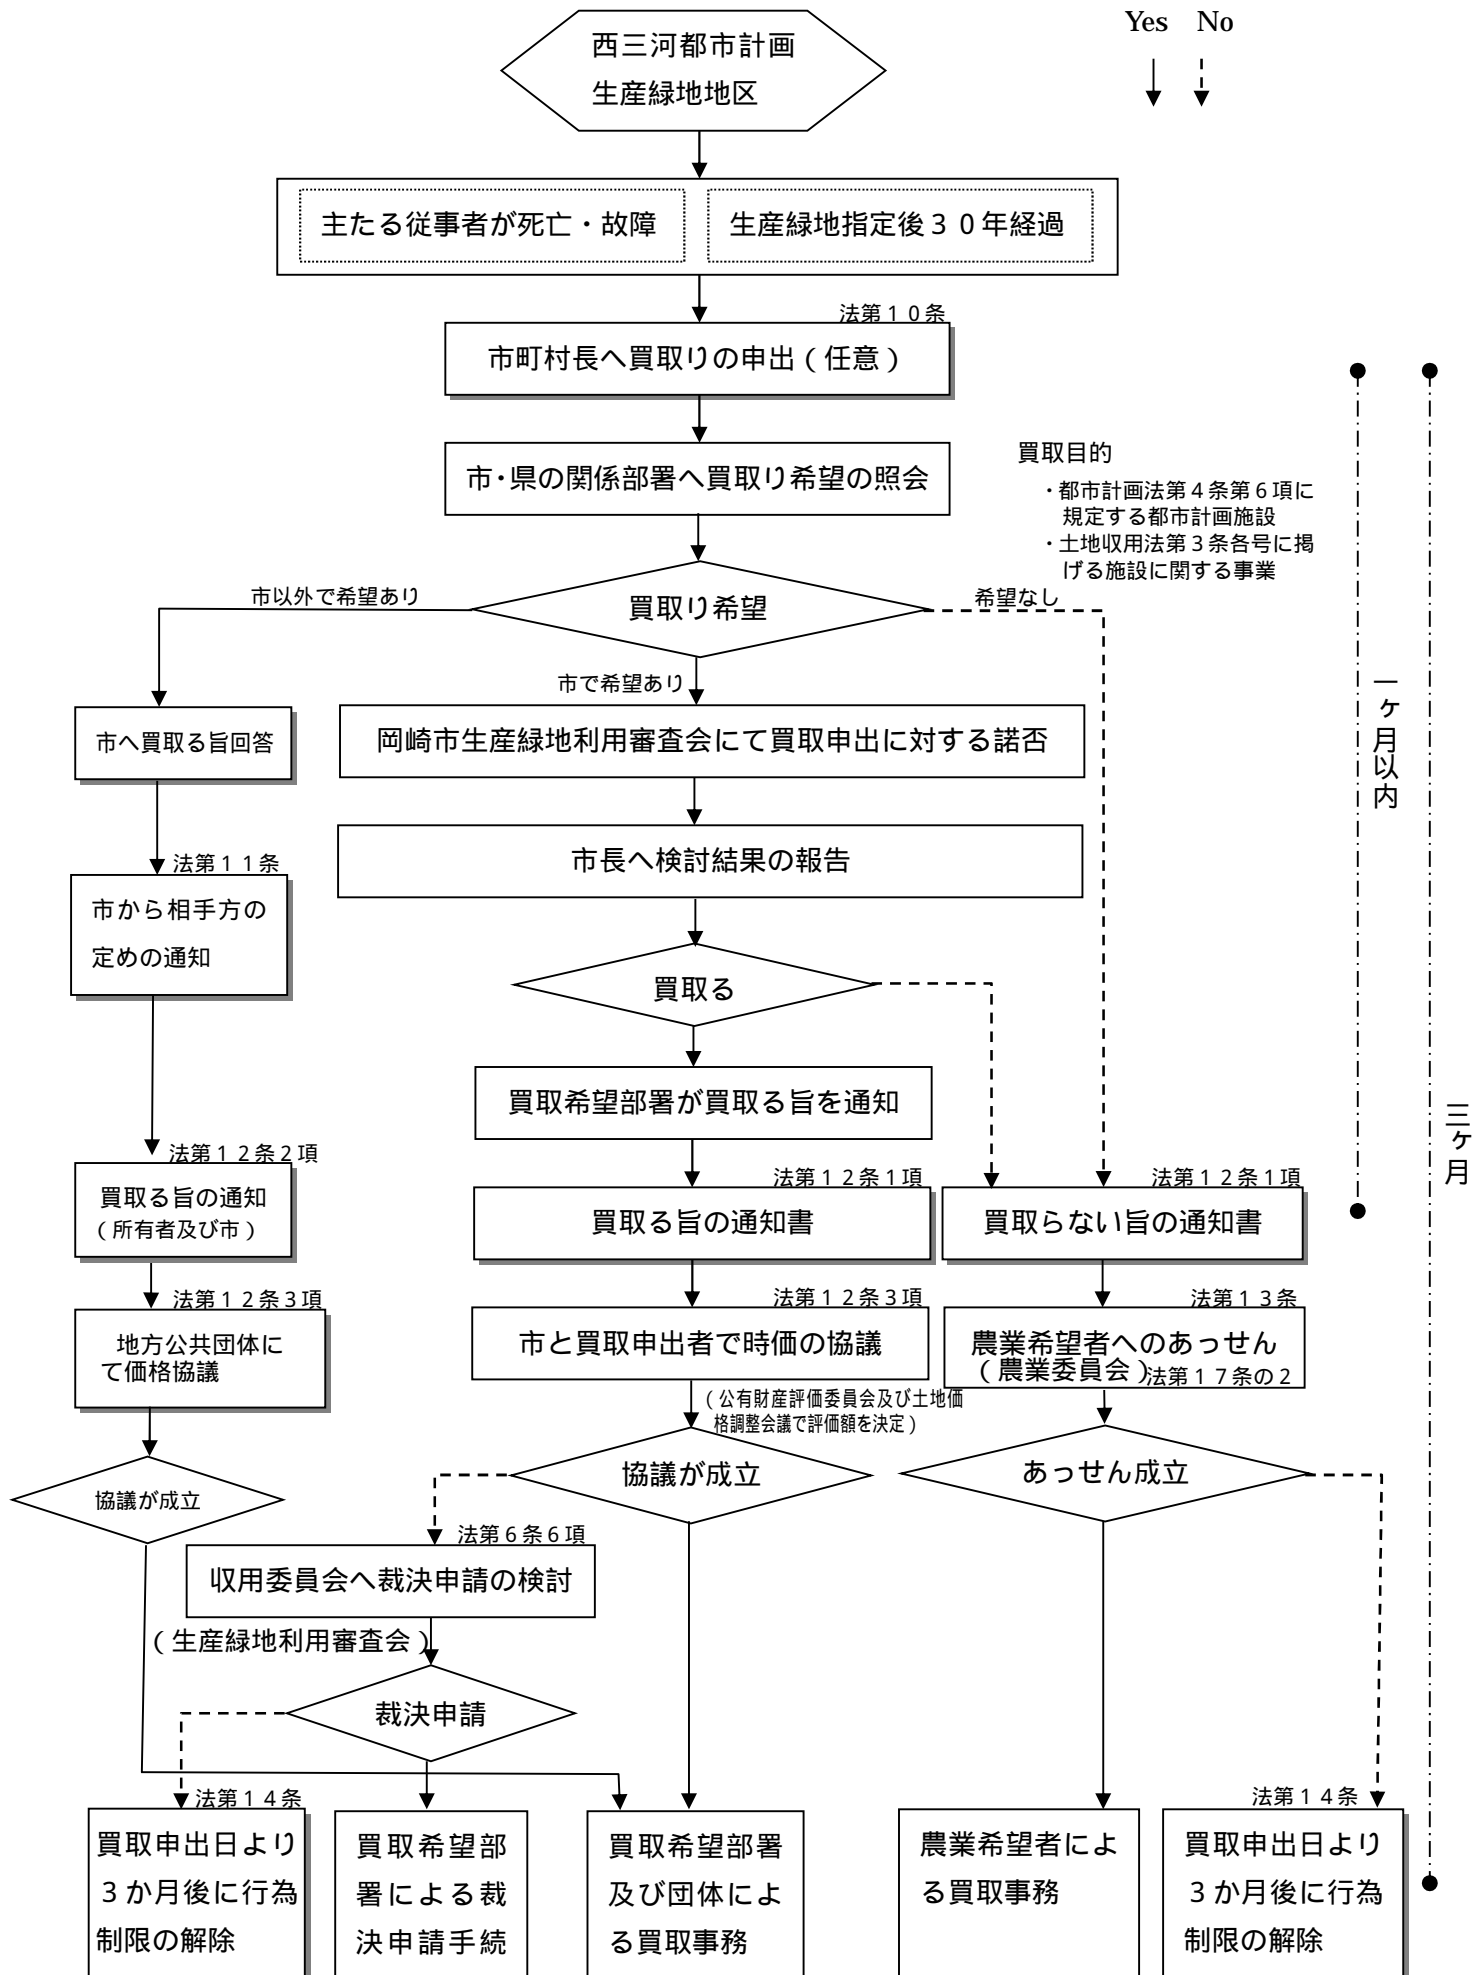 Yes No
西三河都市計画
生産緑地地区
主たる従事者が死亡・故障
生産緑地指定後３０年経過
法第１０条
市町村長へ買取りの申出（任意）
市・県の関係部署へ買取り希望の照会
買取目的
・都市計画法第４条第６項に
規定する都市計画施設
・土地収用法第３条各号に掲
げる施設に関する事業
市以外で希望あり
買取り希望
希望なし
市で希望あり
一ヶ月以内
三ヶ月
市へ買取る旨回答
岡崎市生産緑地利用審査会にて買取申出に対する諾否
市長へ検討結果の報告
法第１１条
市から相手方の
定めの通知
買取る
買取希望部署が買取る旨を通知
法第１２条２項
買取る旨の通知
（所有者及び市）
法第１２条１項
買取る旨の通知書
法第１２条１項
買取らない旨の通知書
法第１２条３項
地方公共団体に
て価格協議
法第１２条３項
市と買取申出者で時価の協議
法第１３条
農業希望者へのあっせん
（農業委員会）
法第１７条の２
（公有財産評価委員会及び土地価
格調整会議で評価額を決定）
協議が成立
協議が成立
あっせん成立
法第６条６項
収用委員会へ裁決申請の検討
（生産緑地利用審査会）
裁決申請
法第１４条
買取申出日より
３か月後に行為
制限の解除
買取希望部
署による裁
決申請手続
買取希望部署
及び団体によ
る買取事務
農業希望者によ
る買取事務
法第１４条
買取申出日より
３か月後に行為
制限の解除